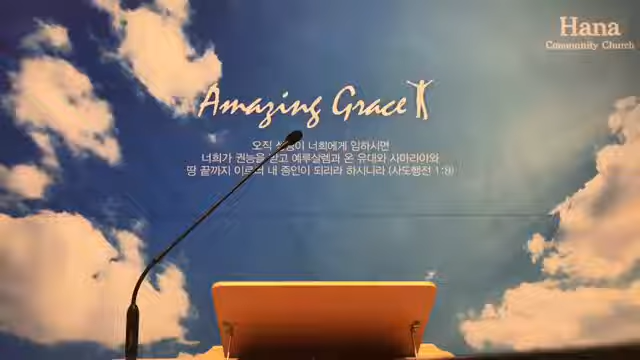 Hana
Community Church
Amazing Grace
오직 너희에게 임하시면
너희가 권능을 예루살렘과 온 유대와 사마리아와
땅 끝까지 내 증인이 되리라 하시니라 (사도행전 1:8)